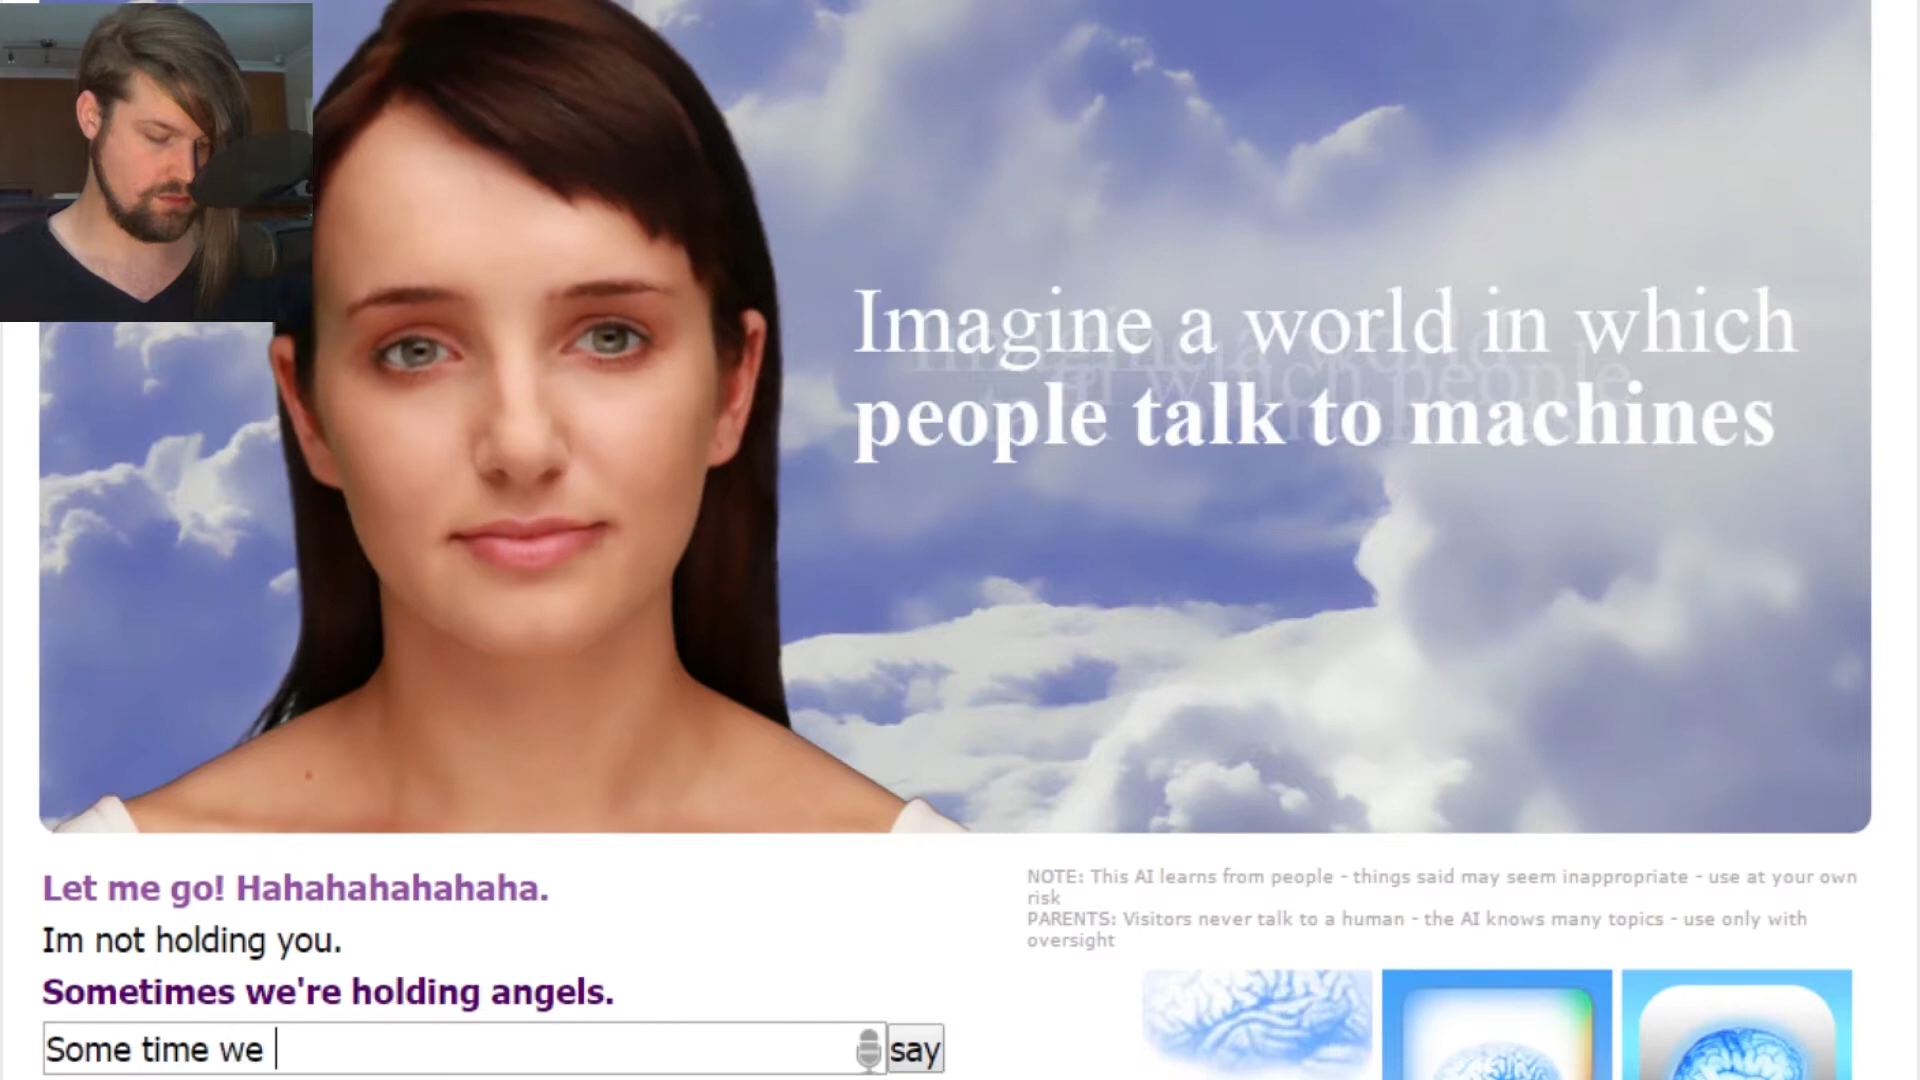 Imagine a world in which
people talk to machines
Let me go! Hahahahahahaha.
Im not holding you.
Sometimes we're holding angels.
Some time we
say
NOTE: This AI learns from people - things said may seem inappropriate - use at your own
risk
PARENTS: Visitors never talk to a human - the AI knows many topics - use only with
oversight